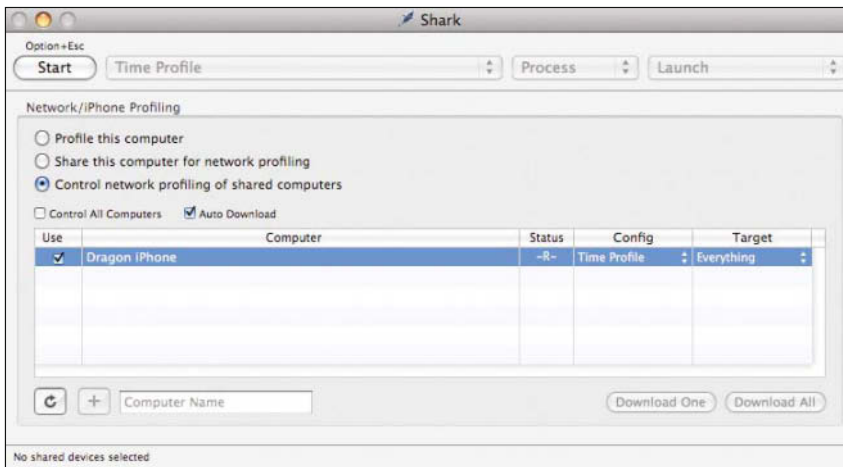 Shark
Option+Esc
Start Time Profile Process Launch
Network/iPhone Profiling
Profile this computer
Share this computer for network profiling
Control network profiling of shared computers
Control All Computers Auto Download
Use Computer Status Config Target
Dragon iPhone ~R~ Time Profile Everything
+ Computer Name Download One Download All
No shared devices selected